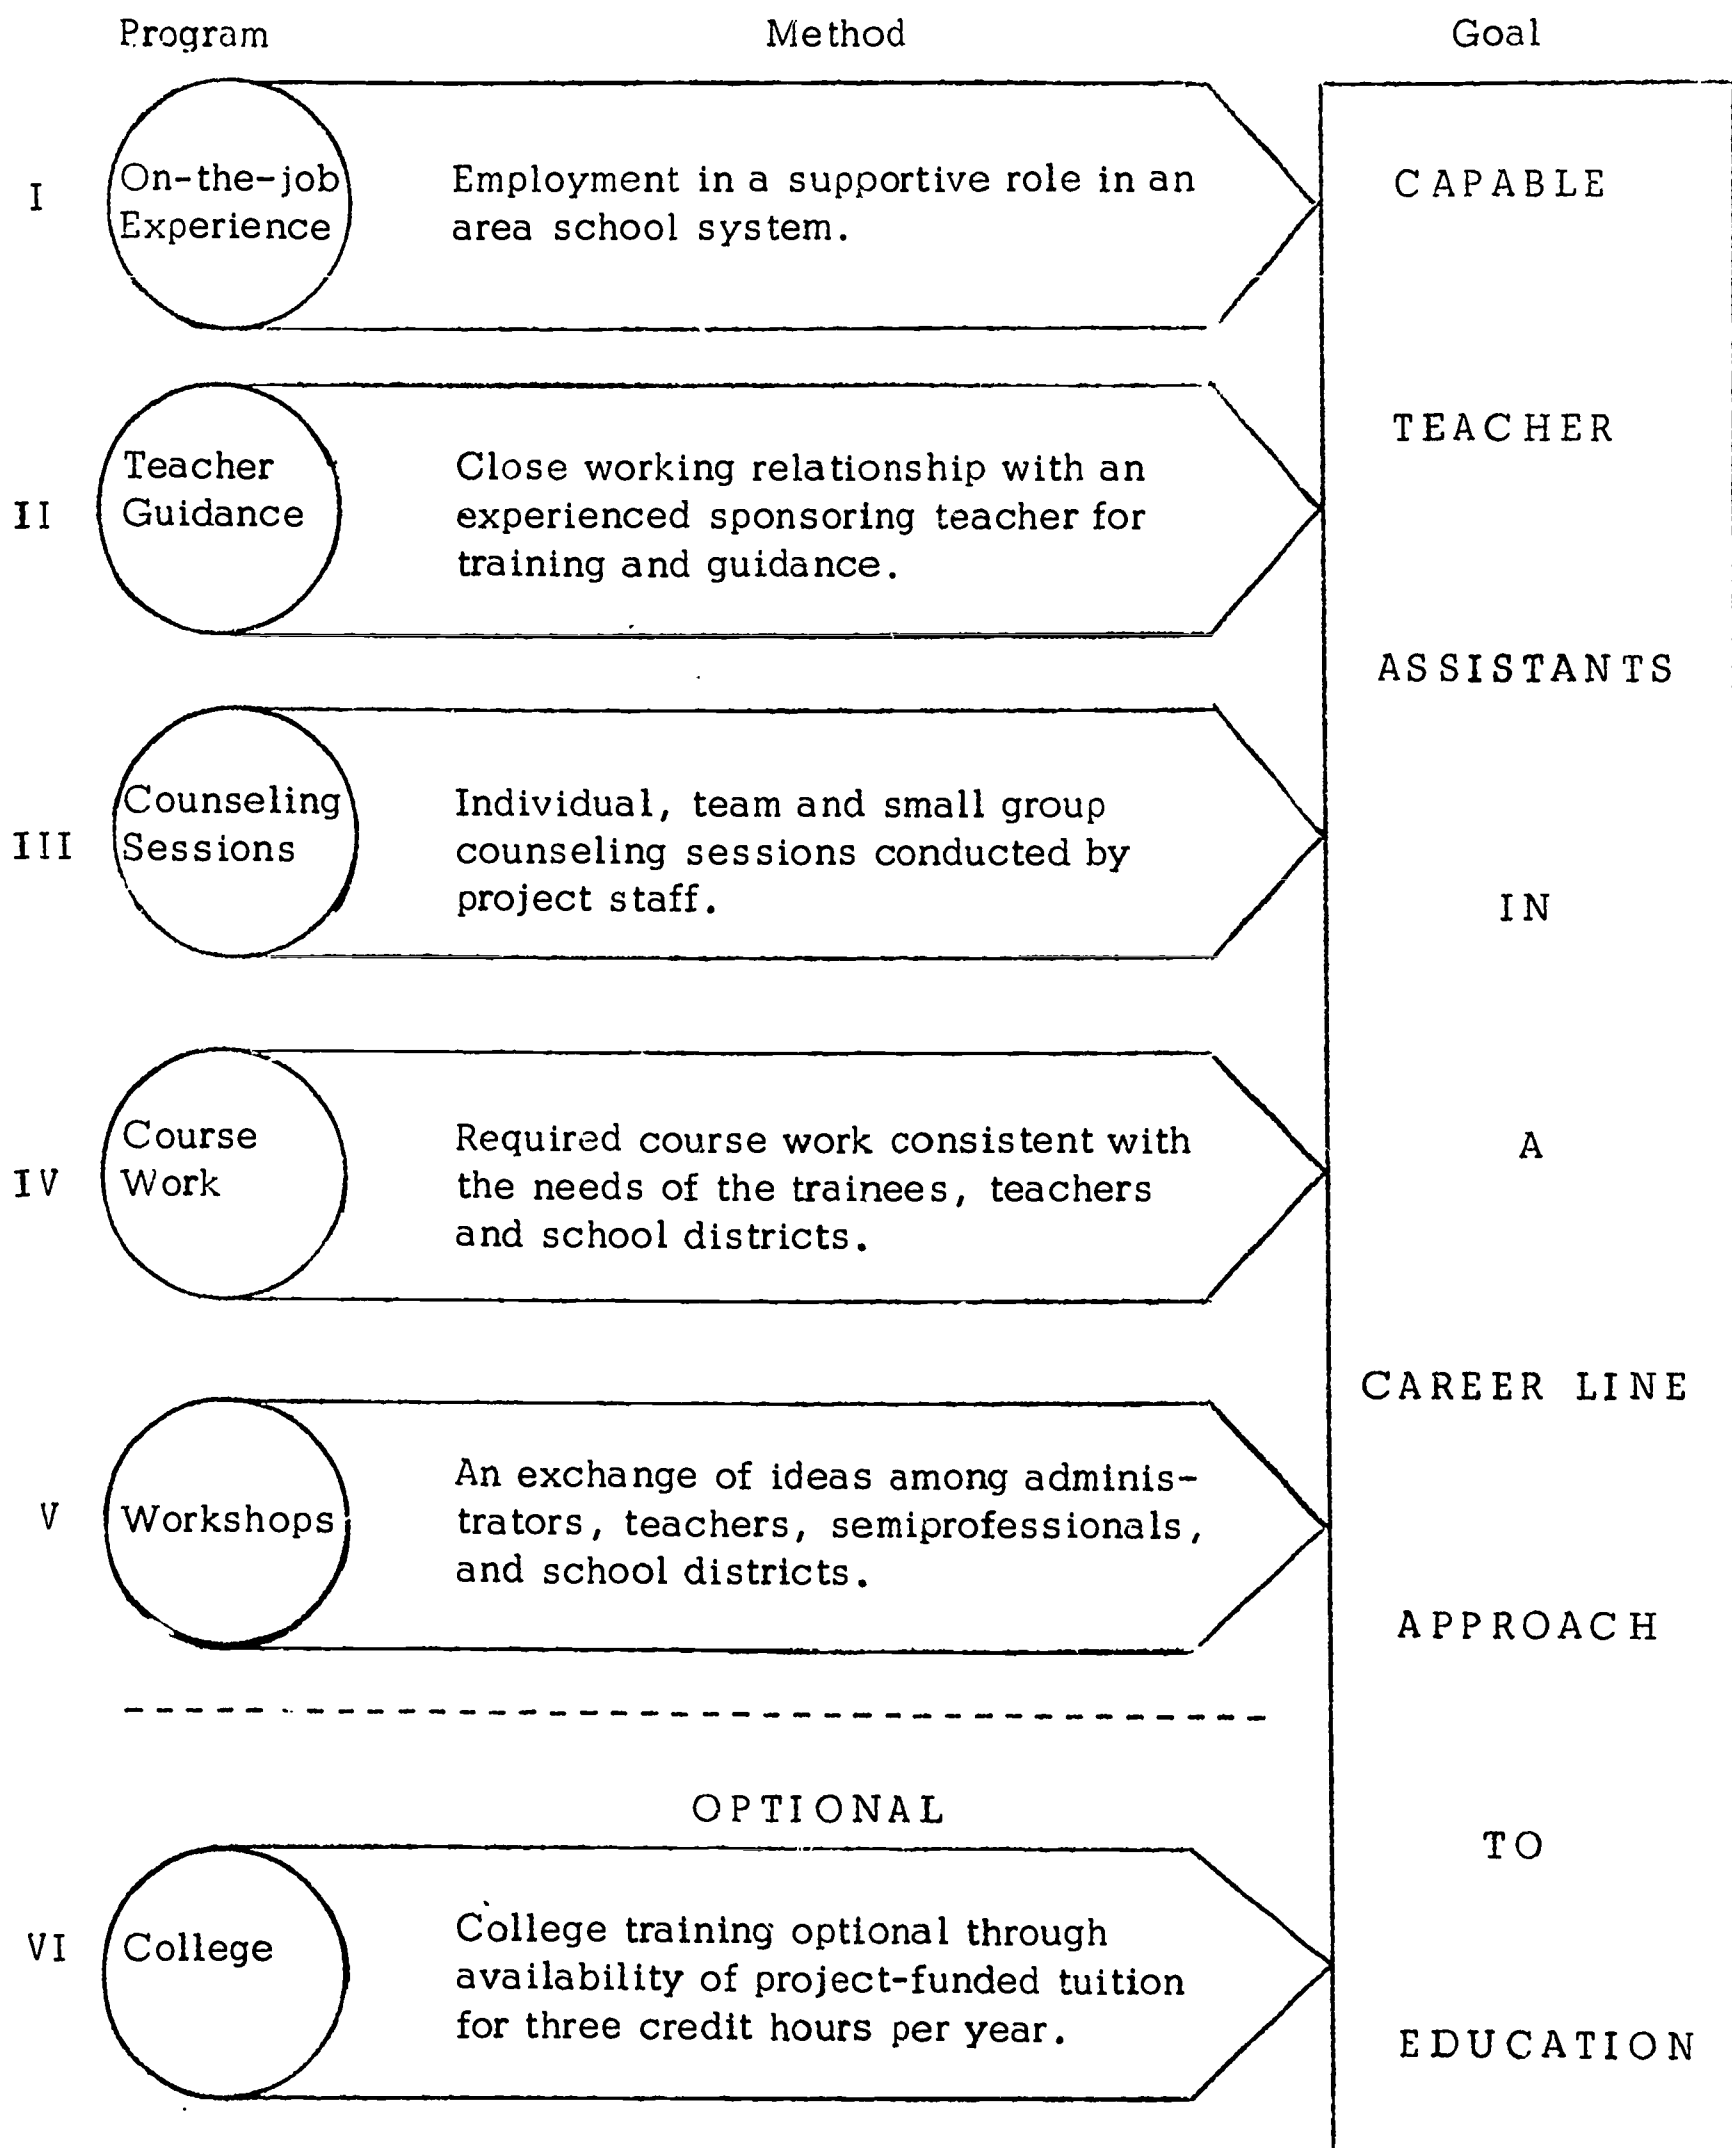 Program Method Goal
I
On-the-job
Experience
Employment in a supportive role in an
area school system.
II
Teacher
Guidance
Close working relationship with an
experienced sponsoring teacher for
training and guidance.
III
Counseling
Sessions
Individual, team and small group
counseling sessions conducted by
project staff.
IV
Course
Work
Required course work consistent with
the needs of the trainees, teachers
and school districts.
V
Workshops
An exchange of ideas among adminis-
trators, teachers, semiprofessionals,
and school districts.
OPTIONAL
VI
College
College training optional through
availability of project-funded tuition
for three credit hours per year.
CAPABLE
TEACHER
ASSISTANTS
IN
A
CAREER LINE
APPROACH
TO
EDUCATION